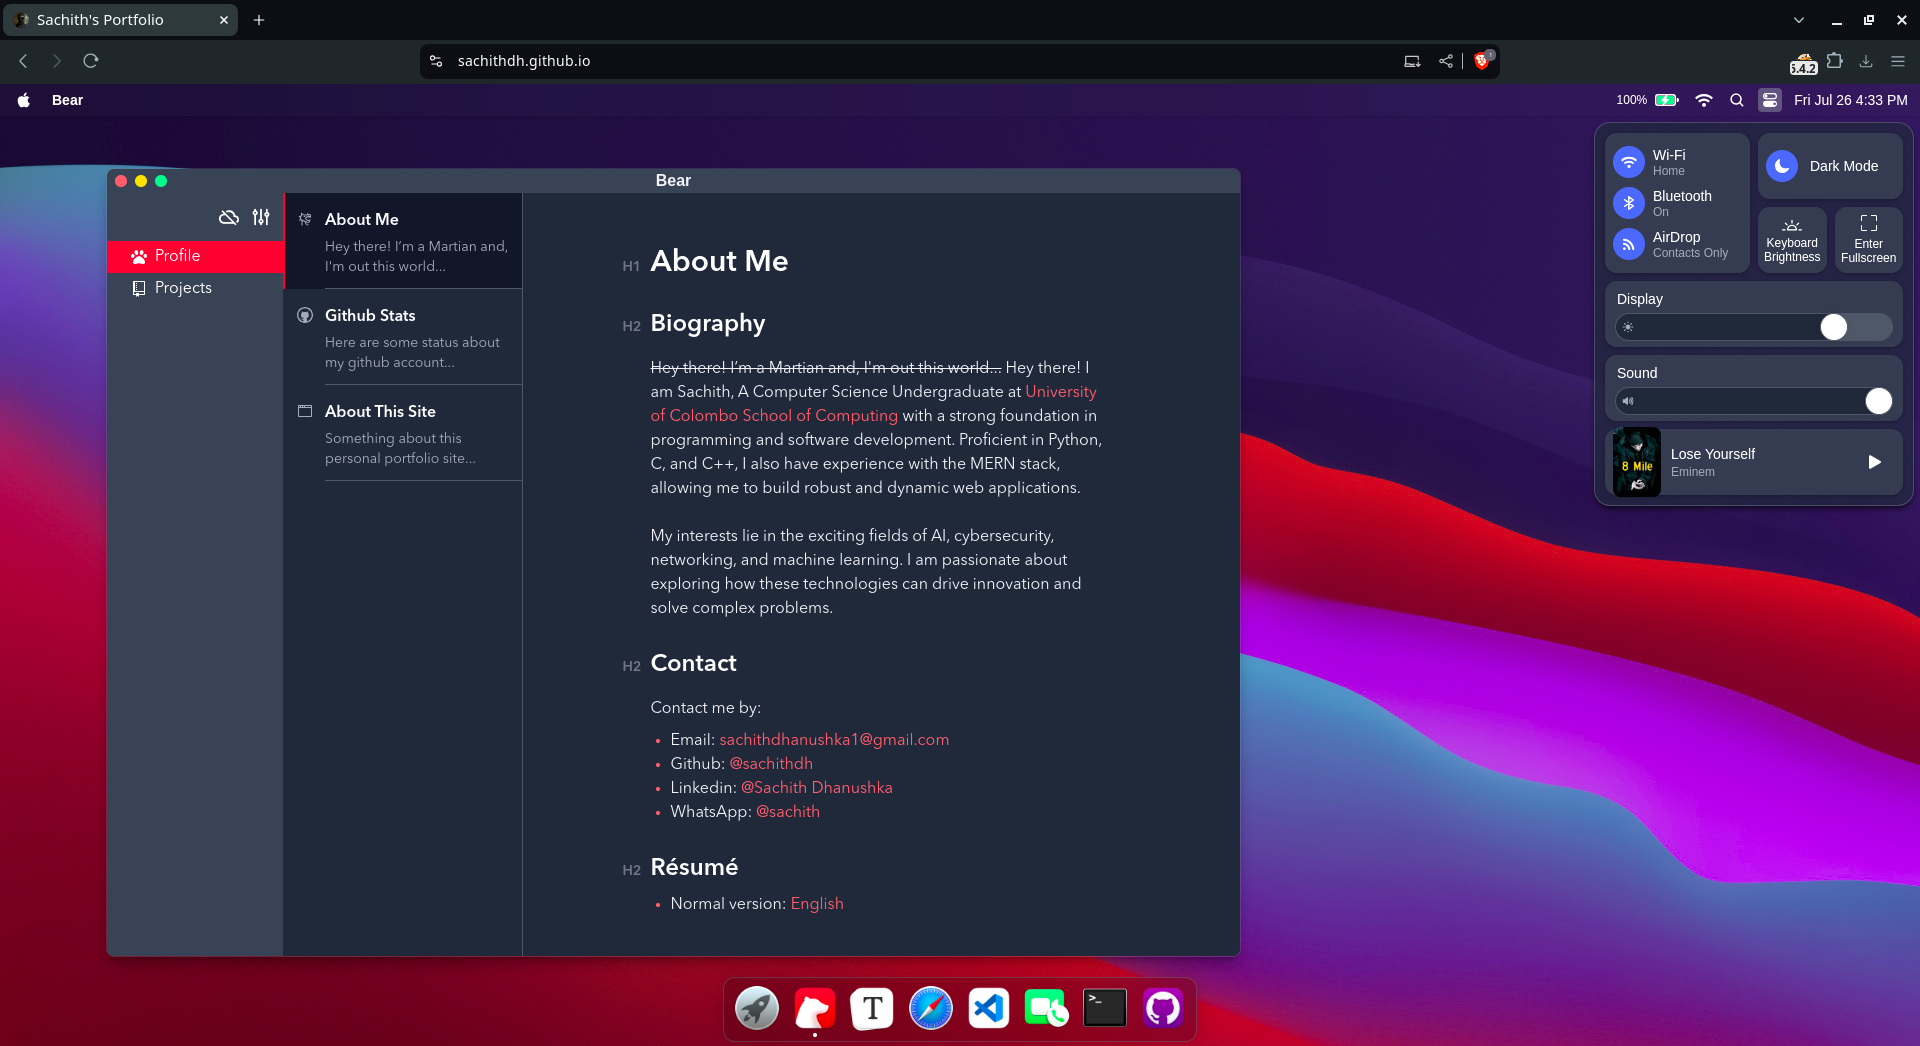 Sachith's Portfolio
sachithdh.github.io
1
5.4.2
Bear
100%
Fri Jul 26 4:33 PM
Bear
Profile
Projects
About Me
Hey there! I’m a Martian and,
I'm out this world...
Github Stats
Here are some status about
my github account...
About This Site
Something about this
personal portfolio site...
H1 About Me
H2 Biography
Hey there! I’m a Martian and, I'm out this world... Hey there! I
am Sachith, A Computer Science Undergraduate at University
of Colombo School of Computing with a strong foundation in
programming and software development. Proficient in Python,
C, and C++, I also have experience with the MERN stack,
allowing me to build robust and dynamic web applications.
My interests lie in the exciting fields of AI, cybersecurity,
networking, and machine learning. I am passionate about
exploring how these technologies can drive innovation and
solve complex problems.
H2 Contact
Contact me by:
• Email: sachithdhanushka1@gmail.com
• Github: @sachithdh
• Linkedin: @Sachith Dhanushka
• WhatsApp: @sachith
H2 Résumé
• Normal version: English
Wi-Fi
Home
Bluetooth
On
AirDrop
Contacts Only
Dark Mode
Keyboard
Brightness
Enter
Fullscreen
Display
Sound
8 Mile
Lose Yourself
Eminem
T
>_